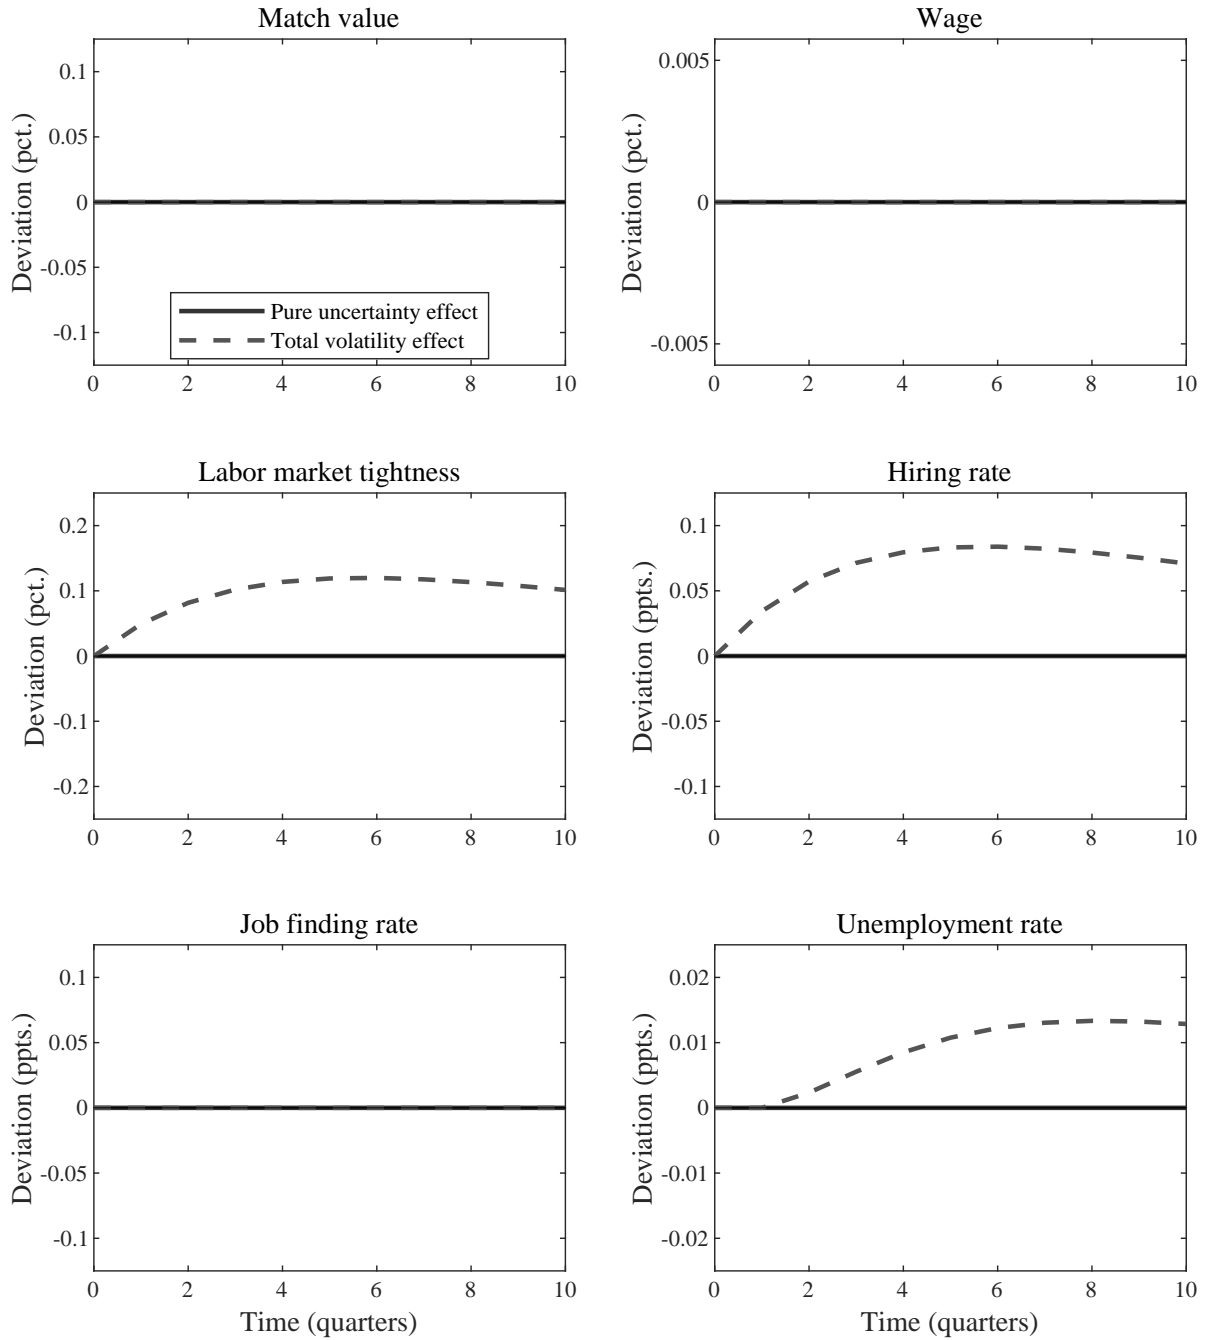 Match value
Deviation (pct.)
0.1
0.05
0
-0.05
-0.1
Pure uncertainty effect
Total volatility effect
0 2 4 6 8 10
Wage
Deviation (pct.)
0.005
0
-0.005
0 2 4 6 8 10
Labor market tightness
Deviation (pct.)
0.2
0.1
0
-0.1
-0.2
0 2 4 6 8 10
Hiring rate
Deviation (ppts.)
0.1
0.05
0
-0.05
-0.1
0 2 4 6 8 10
Job finding rate
Deviation (ppts.)
0.1
0.05
0
-0.05
-0.1
0 2 4 6 8 10
Time (quarters)
Unemployment rate
Deviation (ppts.)
0.02
0.01
0
-0.01
-0.02
0 2 4 6 8 10
Time (quarters)